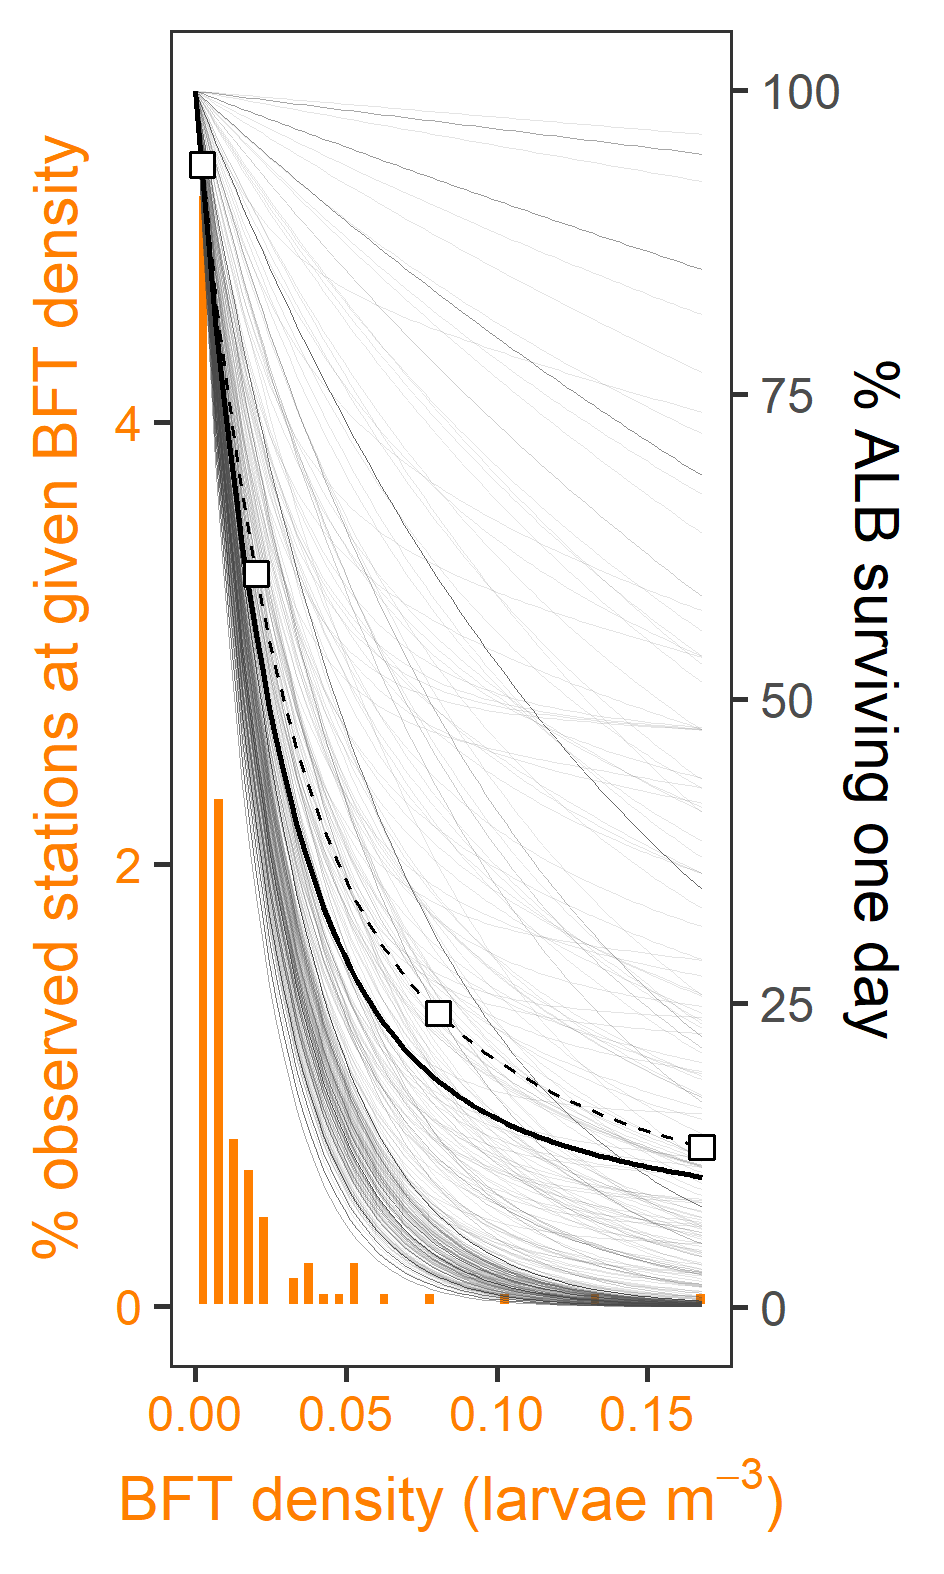 % observed stations at given BFT density
4
2
0
100
75
50
25
0
% ALB surviving one day
0.00 0.05 0.10 0.15
BFT density (larvae m⁻³)